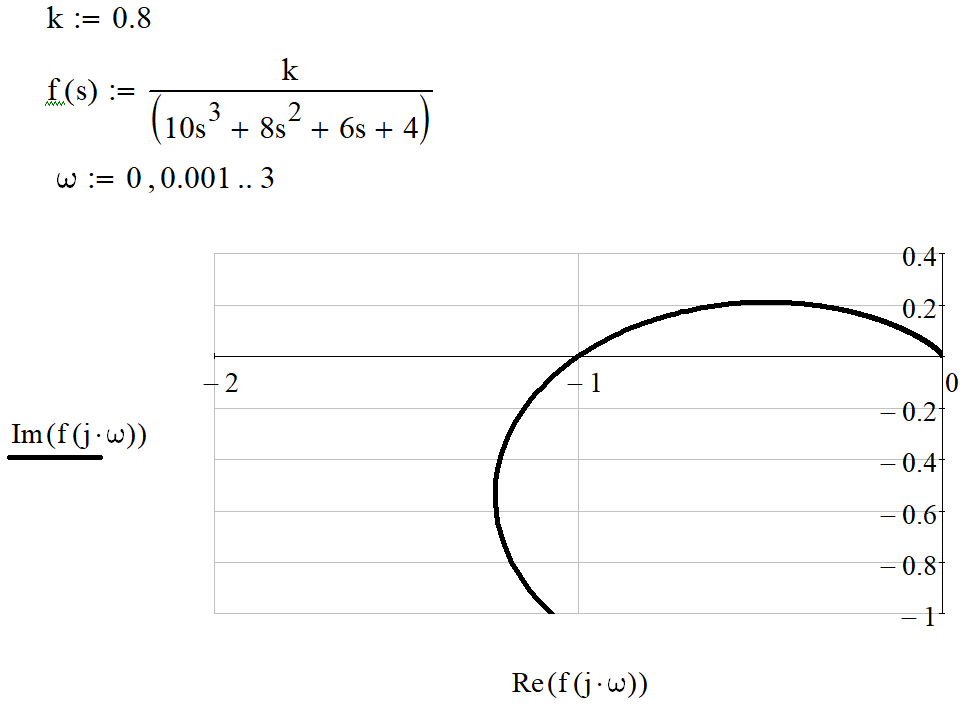 k := 0.8
f(s) := k / (10s^3 + 8s^2 + 6s + 4)
ω := 0 , 0.001 .. 3
0.4
0.2
− 2
− 1
0
− 0.2
− 0.4
Im(f(j·ω))
− 0.6
− 0.8
− 1
Re(f(j·ω))